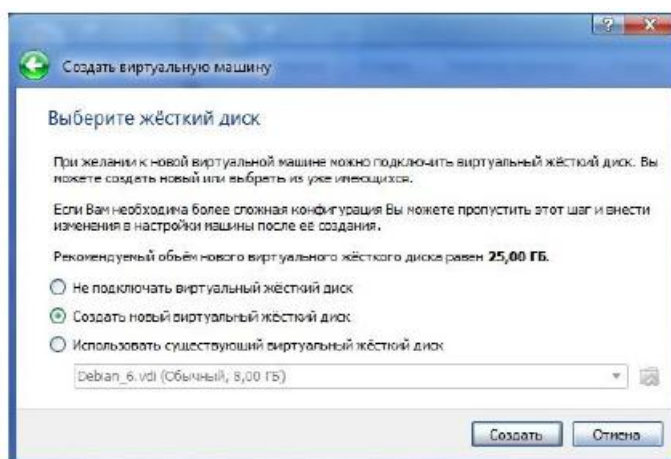 Создать виртуальную машину
Выберите жёсткий диск
При желании к новой виртуальной машине можно подключить виртуальный жёсткий диск. Вы
можете создать новый или выбрать из уже имеющихся.
Если Вам необходима более сложная конфигурация Вы можете пропустить этот шаг и внести
изменения в настройки машины после её создания.
Рекомендуемый объём нового виртуального жёсткого диска равен 25,00 ГБ.
Не подключать виртуальный жёсткий диск
Создать новый виртуальный жёсткий диск
Использовать существующий виртуальный жёсткий диск
Debian_6.vdi (Обычный, 8,00 ГБ)
Создать Отмена